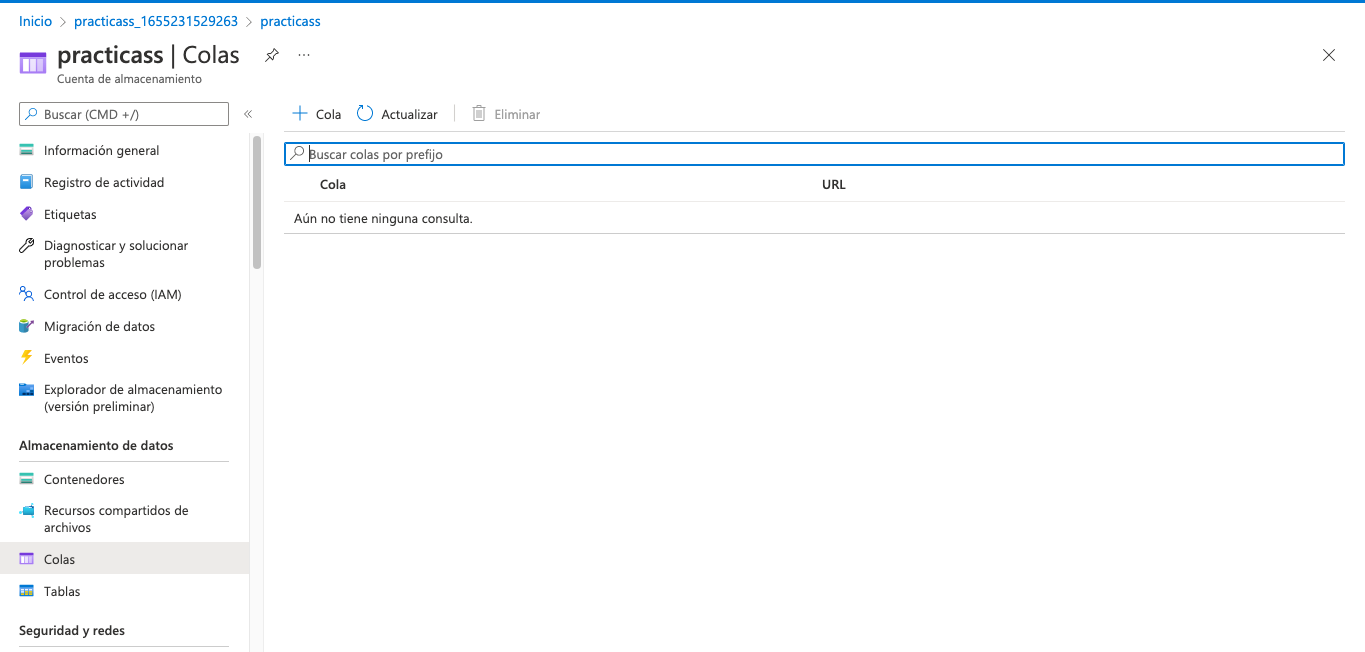 Inicio > practicass_1655231529263 > practicass
practicass | Colas
Cuenta de almacenamiento
Buscar (CMD +/)
Información general
Registro de actividad
Etiquetas
Diagnosticar y solucionar
problemas
Control de acceso (IAM)
Migración de datos
Eventos
Explorador de almacenamiento
(versión preliminar)
Almacenamiento de datos
Contenedores
Recursos compartidos de
archivos
Colas
Tablas
Seguridad y redes
Cola Actualizar Eliminar
Buscar colas por prefijo
Cola URL
Aún no tiene ninguna consulta.